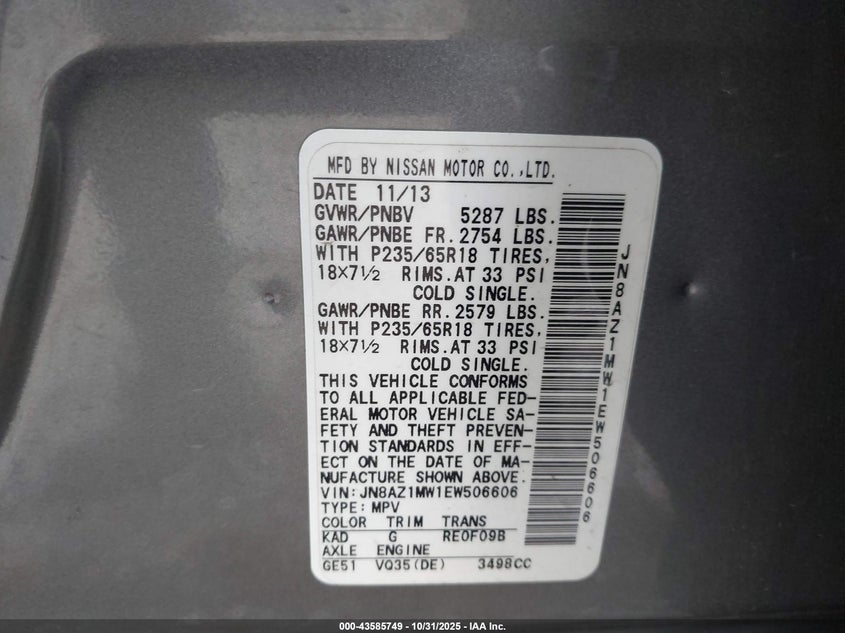 MFD BY NISSAN MOTOR CO.,LTD.
DATE 11/13
GVWR/PNBV 5287 LBS.
GAWR/PNBE FR. 2754 LBS.
WITH P235/65R18 TIRES,
18×7½ RIMS. AT 33 PSI
COLD SINGLE.
GAWR/PNBE RR. 2579 LBS.
WITH P235/65R18 TIRES,
18×7½ RIMS. AT 33 PSI
COLD SINGLE.
THIS VEHICLE CONFORMS
TO ALL APPLICABLE FED-
ERAL MOTOR VEHICLE SA-
FETY AND THEFT PREVEN-
TION STANDARDS IN EFF-
ECT ON THE DATE OF MA-
NUFACTURE SHOWN ABOVE.
VIN: JN8AZ1MW1EW506606
TYPE: MPV
COLOR TRIM TRANS
KAD G RE0F09B
AXLE ENGINE
GE51 VQ35(DE) 3498CC
JN8AZ1MW1EW506606
000-43585749 - 10/31/2025 - IAA Inc.